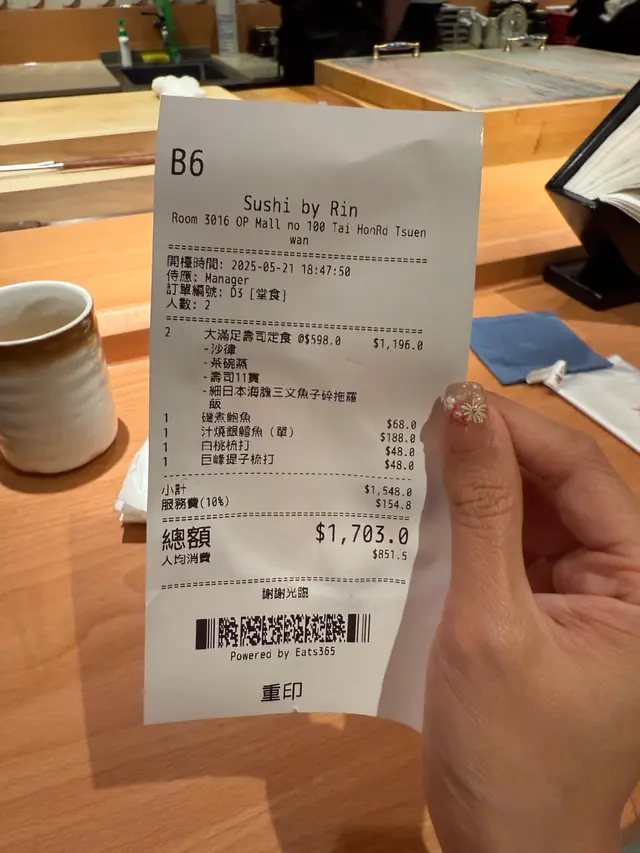 B6
Sushi by Rin
Room 3016 OP Mall no 100 Tai HonRd Tsuen
wan
開檯時間: 2025-05-21 18:47:50
侍應: Manager
訂單編號: D3 [堂食]
人數: 2
2 大滿足壽司定食 @$598.0 $1,196.0
-沙律
-茶碗蒸
-壽司11貫
-細日本海膽三文魚子碎拖羅
飯
1 磯煮鮑魚 $68.0
1 汁燒銀鱈魚 (單) $188.0
1 白桃梳打 $48.0
1 巨峰提子梳打 $48.0
小計 $1,548.0
服務費(10%) $154.8
總額 $1,703.0
人均消費 $851.5
謝謝光臨
Powered by Eats365
重印